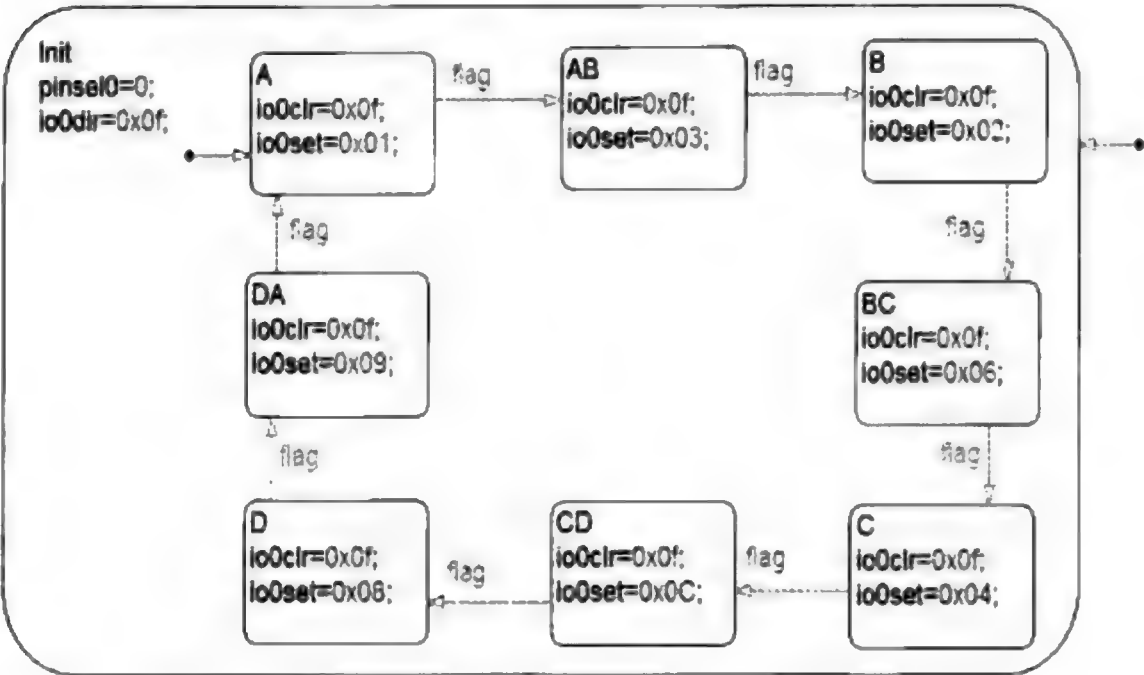 Init
pinsel0=0;
io0dir=0x0f;
A
io0clr=0x0f;
io0set=0x01;
flag
AB
io0clr=0x0f;
io0set=0x03;
flag
B
io0clr=0x0f;
io0set=0x02;
flag
flag
DA
io0clr=0x0f;
io0set=0x09;
BC
io0clr=0x0f;
io0set=0x06;
flag
flag
D
io0clr=0x0f;
io0set=0x08;
flag
CD
io0clr=0x0f;
io0set=0x0C;
flag
C
io0clr=0x0f;
io0set=0x04;